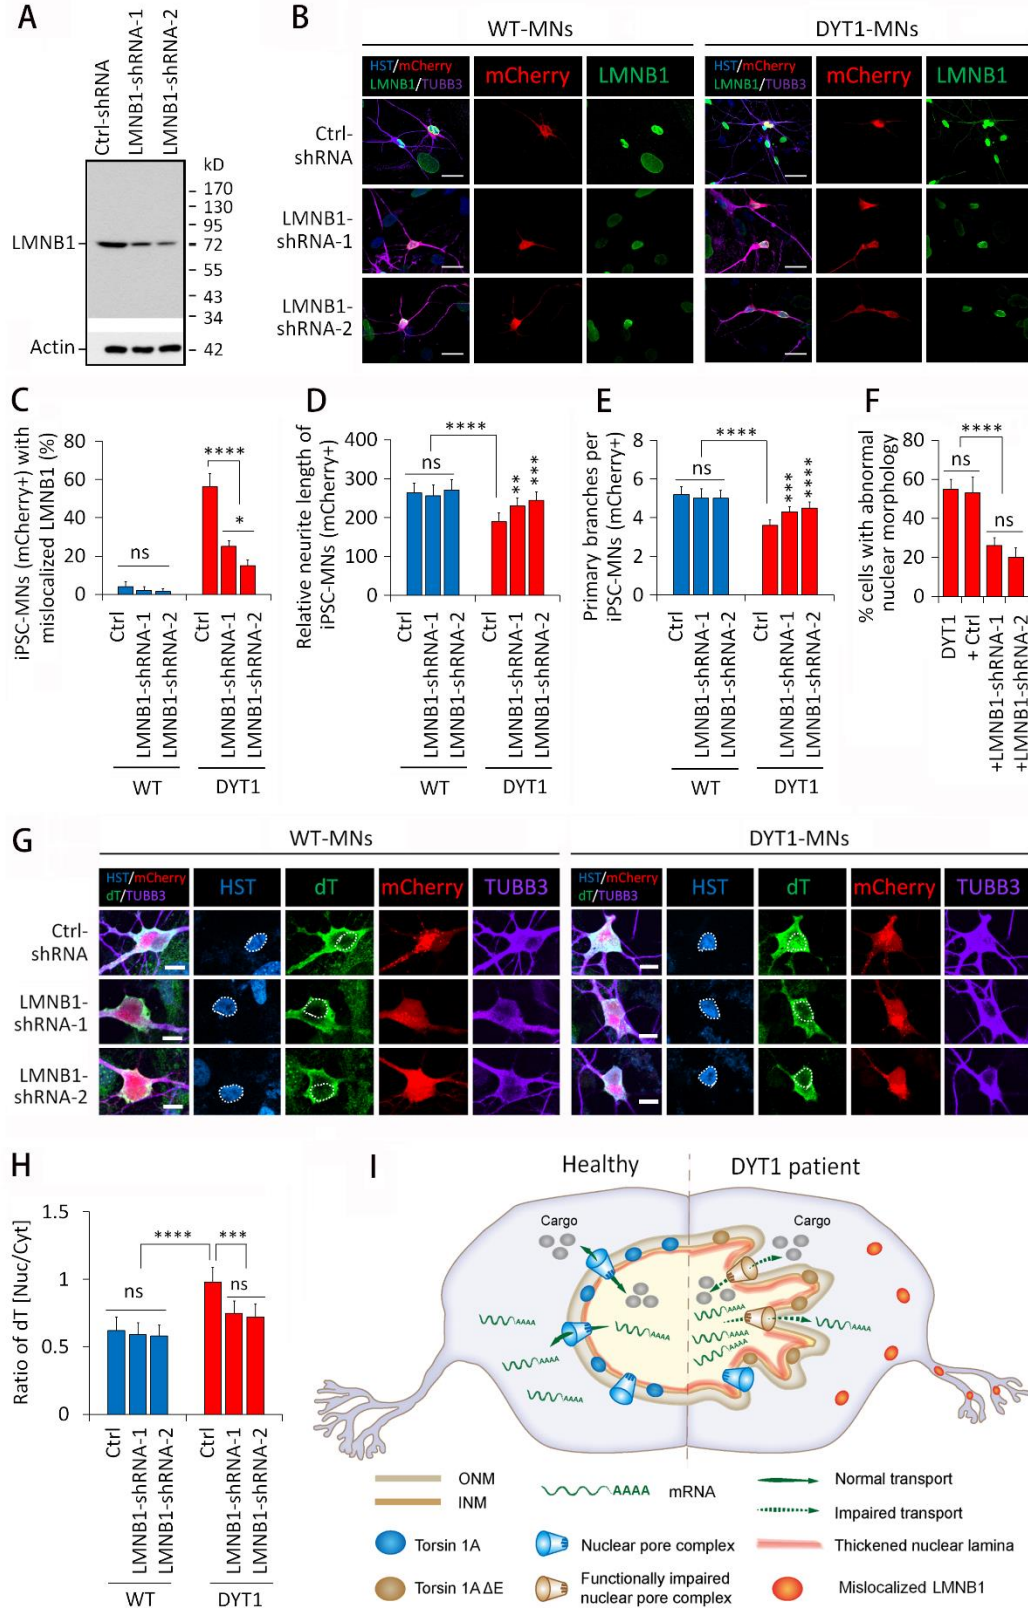 A
Ctrl-shRNA
LMNB1-shRNA-1
LMNB1-shRNA-2
kD
170
130
95
72
55
43
34
42
LMNB1
Actin
B
WT-MNs
DYT1-MNs
HST/mCherry
LMNB1/TUBB3
mCherry
LMNB1
HST/mCherry
LMNB1/TUBB3
mCherry
LMNB1
Ctrl-
shRNA
LMNB1-
shRNA-1
LMNB1-
shRNA-2
C
iPSC-MNs (mCherry+) with
mislocalized LMNB1 (%)
80
60
40
20
0
ns
****
*
Ctrl
LMNB1-shRNA-1
LMNB1-shRNA-2
Ctrl
LMNB1-shRNA-1
LMNB1-shRNA-2
WT
DYT1
D
Relative neurite length of
iPSC-MNs (mCherry+)
400
300
200
100
0
****
ns
**
***
Ctrl
LMNB1-shRNA-1
LMNB1-shRNA-2
Ctrl
LMNB1-shRNA-1
LMNB1-shRNA-2
WT
DYT1
E
Primary branches per
iPSC-MNs (mCherry+)
8
6
4
2
0
****
ns
***
****
Ctrl
LMNB1-shRNA-1
LMNB1-shRNA-2
Ctrl
LMNB1-shRNA-1
LMNB1-shRNA-2
WT
DYT1
F
% cells with abnormal
nuclear morphology
80
60
40
20
0
****
ns
ns
DYT1
+ Ctrl
+LMNB1-shRNA-1
+LMNB1-shRNA-2
G
WT-MNs
DYT1-MNs
HST/mCherry
dT/TUBB3
HST
dT
mCherry
TUBB3
HST/mCherry
dT/TUBB3
HST
dT
mCherry
TUBB3
Ctrl-
shRNA
LMNB1-
shRNA-1
LMNB1-
shRNA-2
H
Ratio of dT [Nuc/Cyt]
1.5
1
0.5
0
****
***
ns
ns
Ctrl
LMNB1-shRNA-1
LMNB1-shRNA-2
Ctrl
LMNB1-shRNA-1
LMNB1-shRNA-2
WT
DYT1
I
Healthy
DYT1 patient
Cargo
Cargo
AAAA
AAAA
AAAA
AAAA
AAAA
AAAA
AAAA
AAAA
ONM
INM
AAAA mRNA
Normal transport
Impaired transport
Torsin 1A
Nuclear pore complex
Thickened nuclear lamina
Torsin 1A ΔE
Functionally impaired
nuclear pore complex
Mislocalized LMNB1